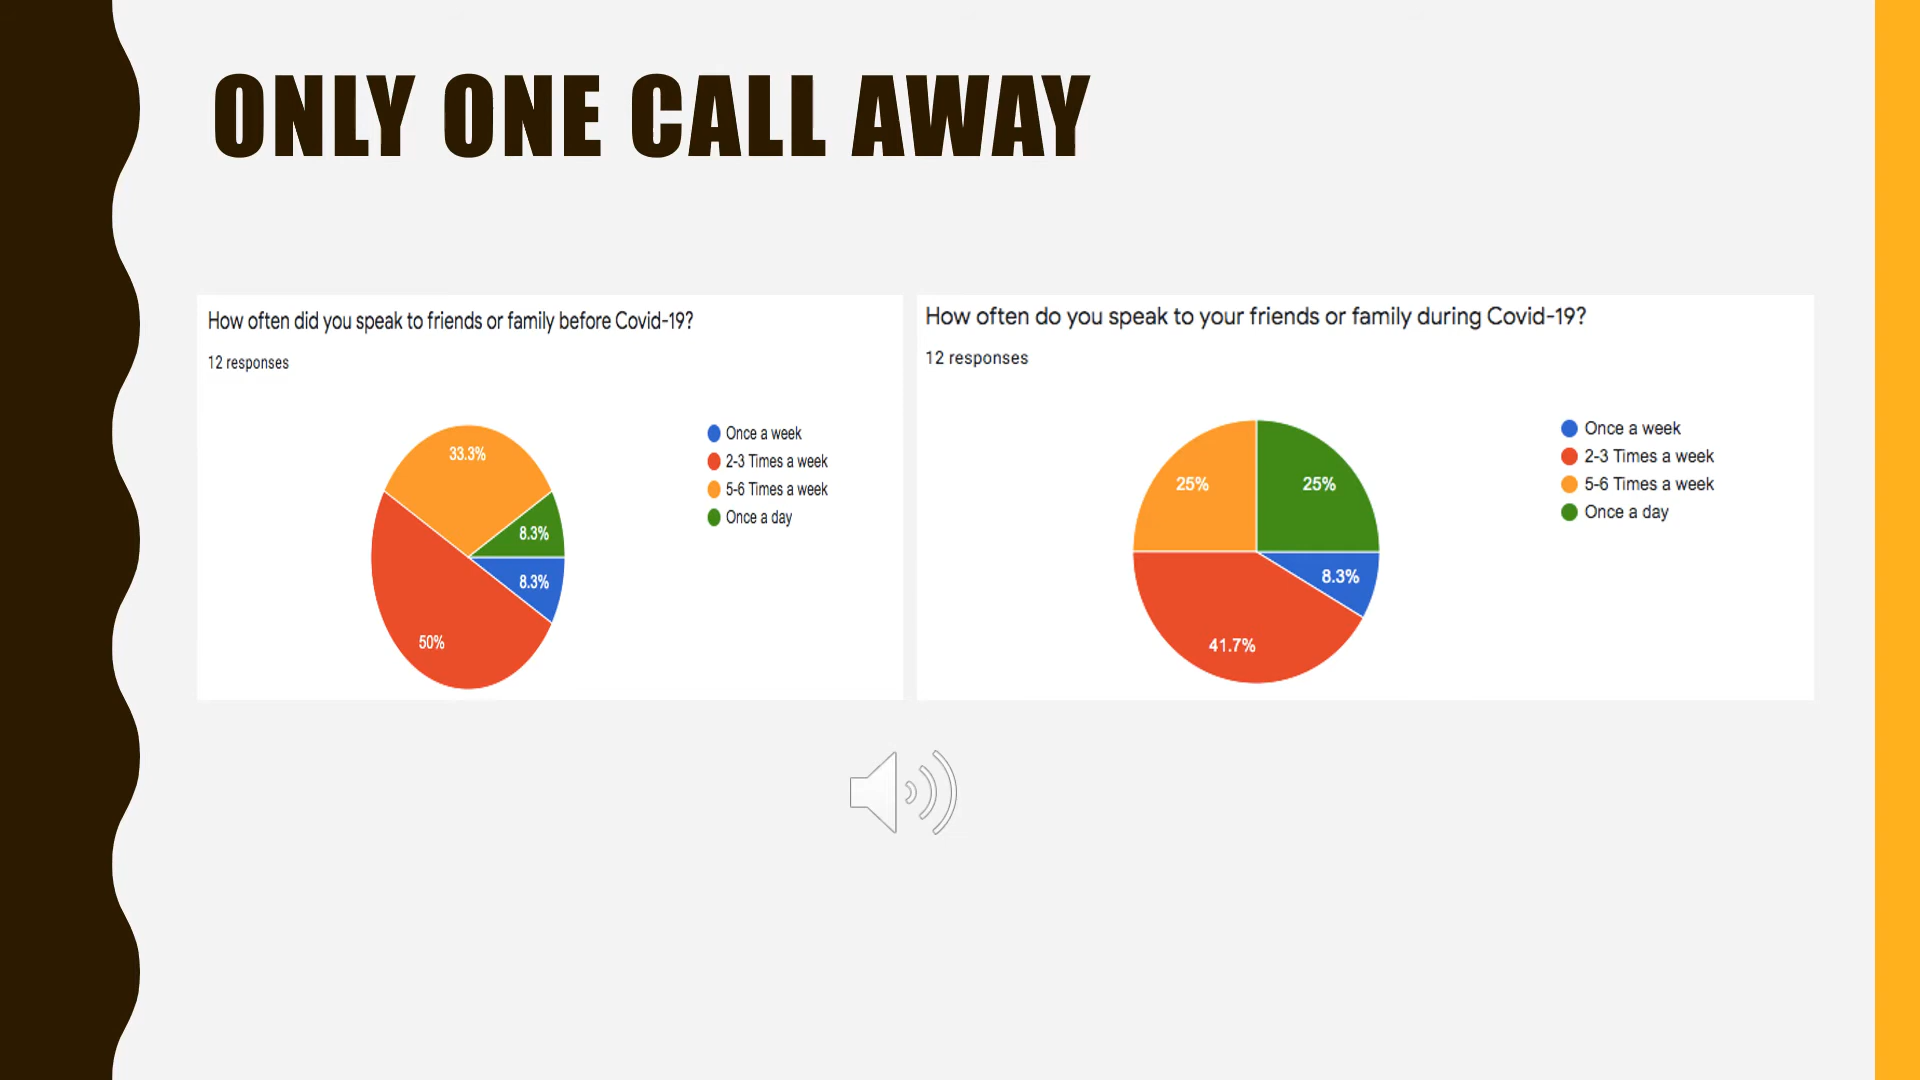 ONLY ONE CALL AWAY
How often did you speak to friends or family before Covid-19?
12 responses
33.3%
8.3%
8.3%
50%
Once a week
2-3 Times a week
5-6 Times a week
Once a day
How often do you speak to your friends or family during Covid-19?
12 responses
25%
25%
8.3%
41.7%
Once a week
2-3 Times a week
5-6 Times a week
Once a day